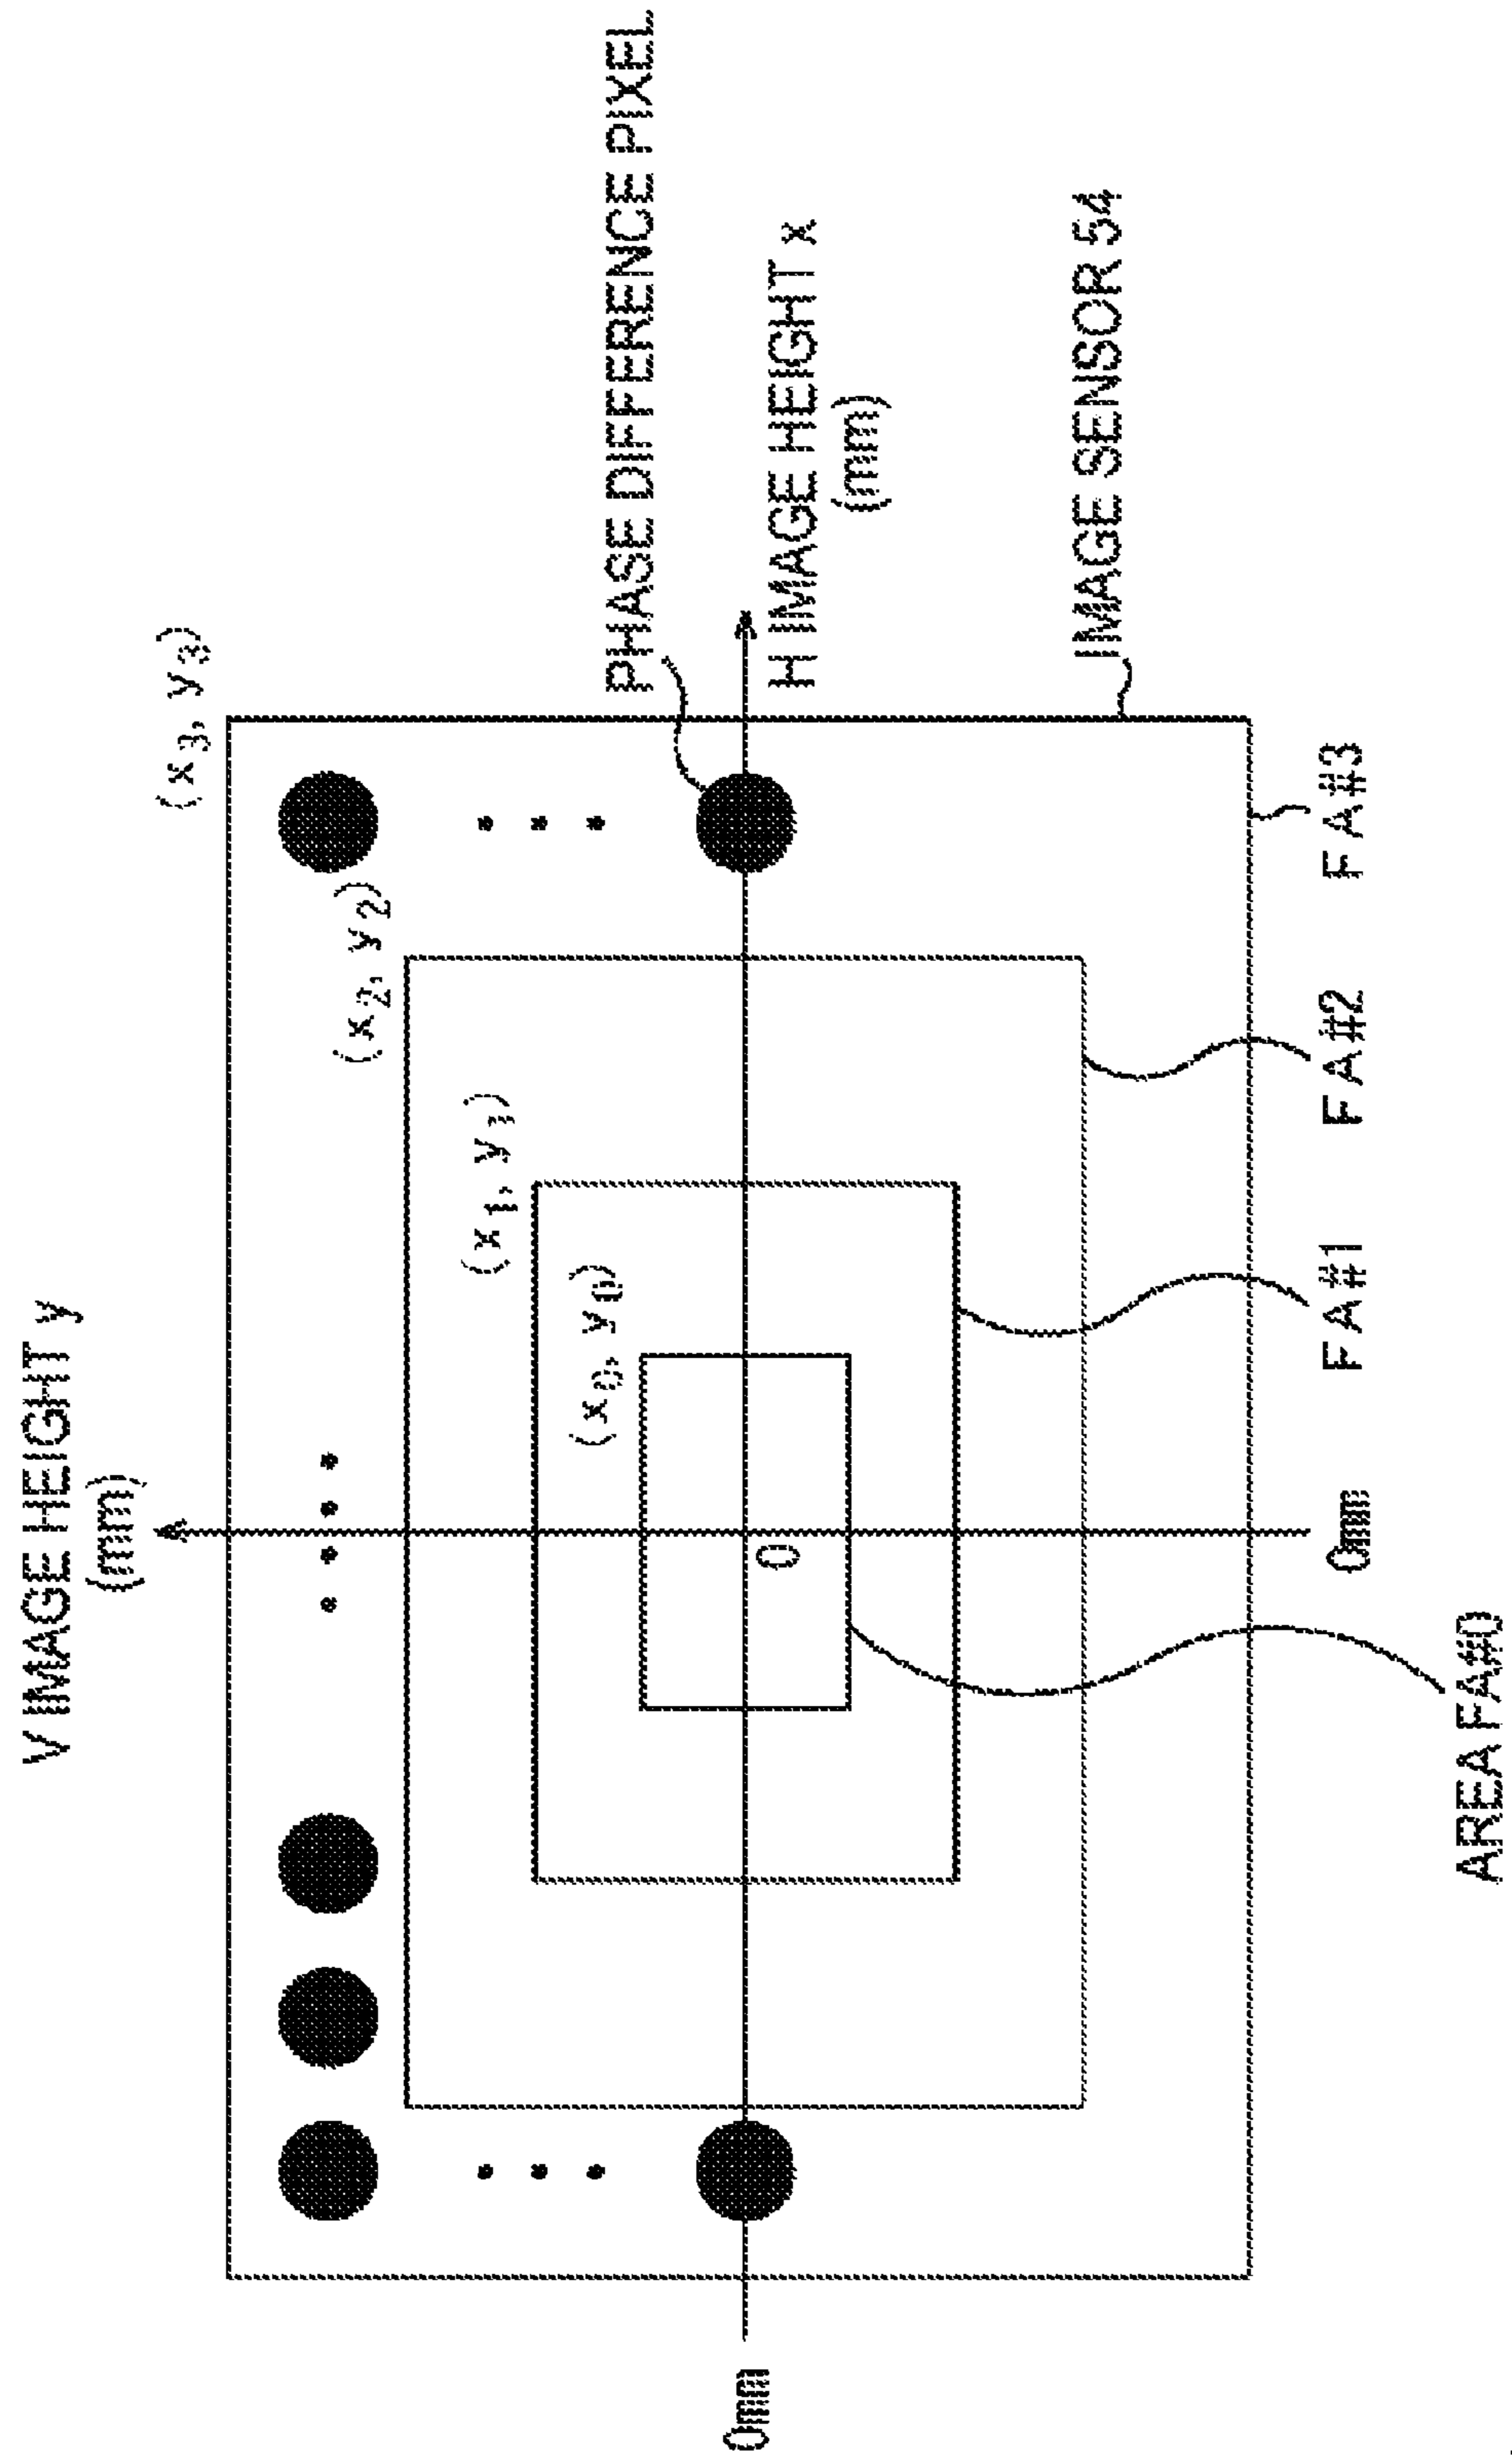 V IMAGE HEIGHT y
(mm)
(x3, y3)
(x2, y2)
(x1, y1)
(x0, y0)
PHASE DIFFERENCE PIXEL
0mm
0
H IMAGE HEIGHT x
(mm)
IMAGE SENSOR 54
0mm
FA#1
FA#2
FA#3
AREA FA#0